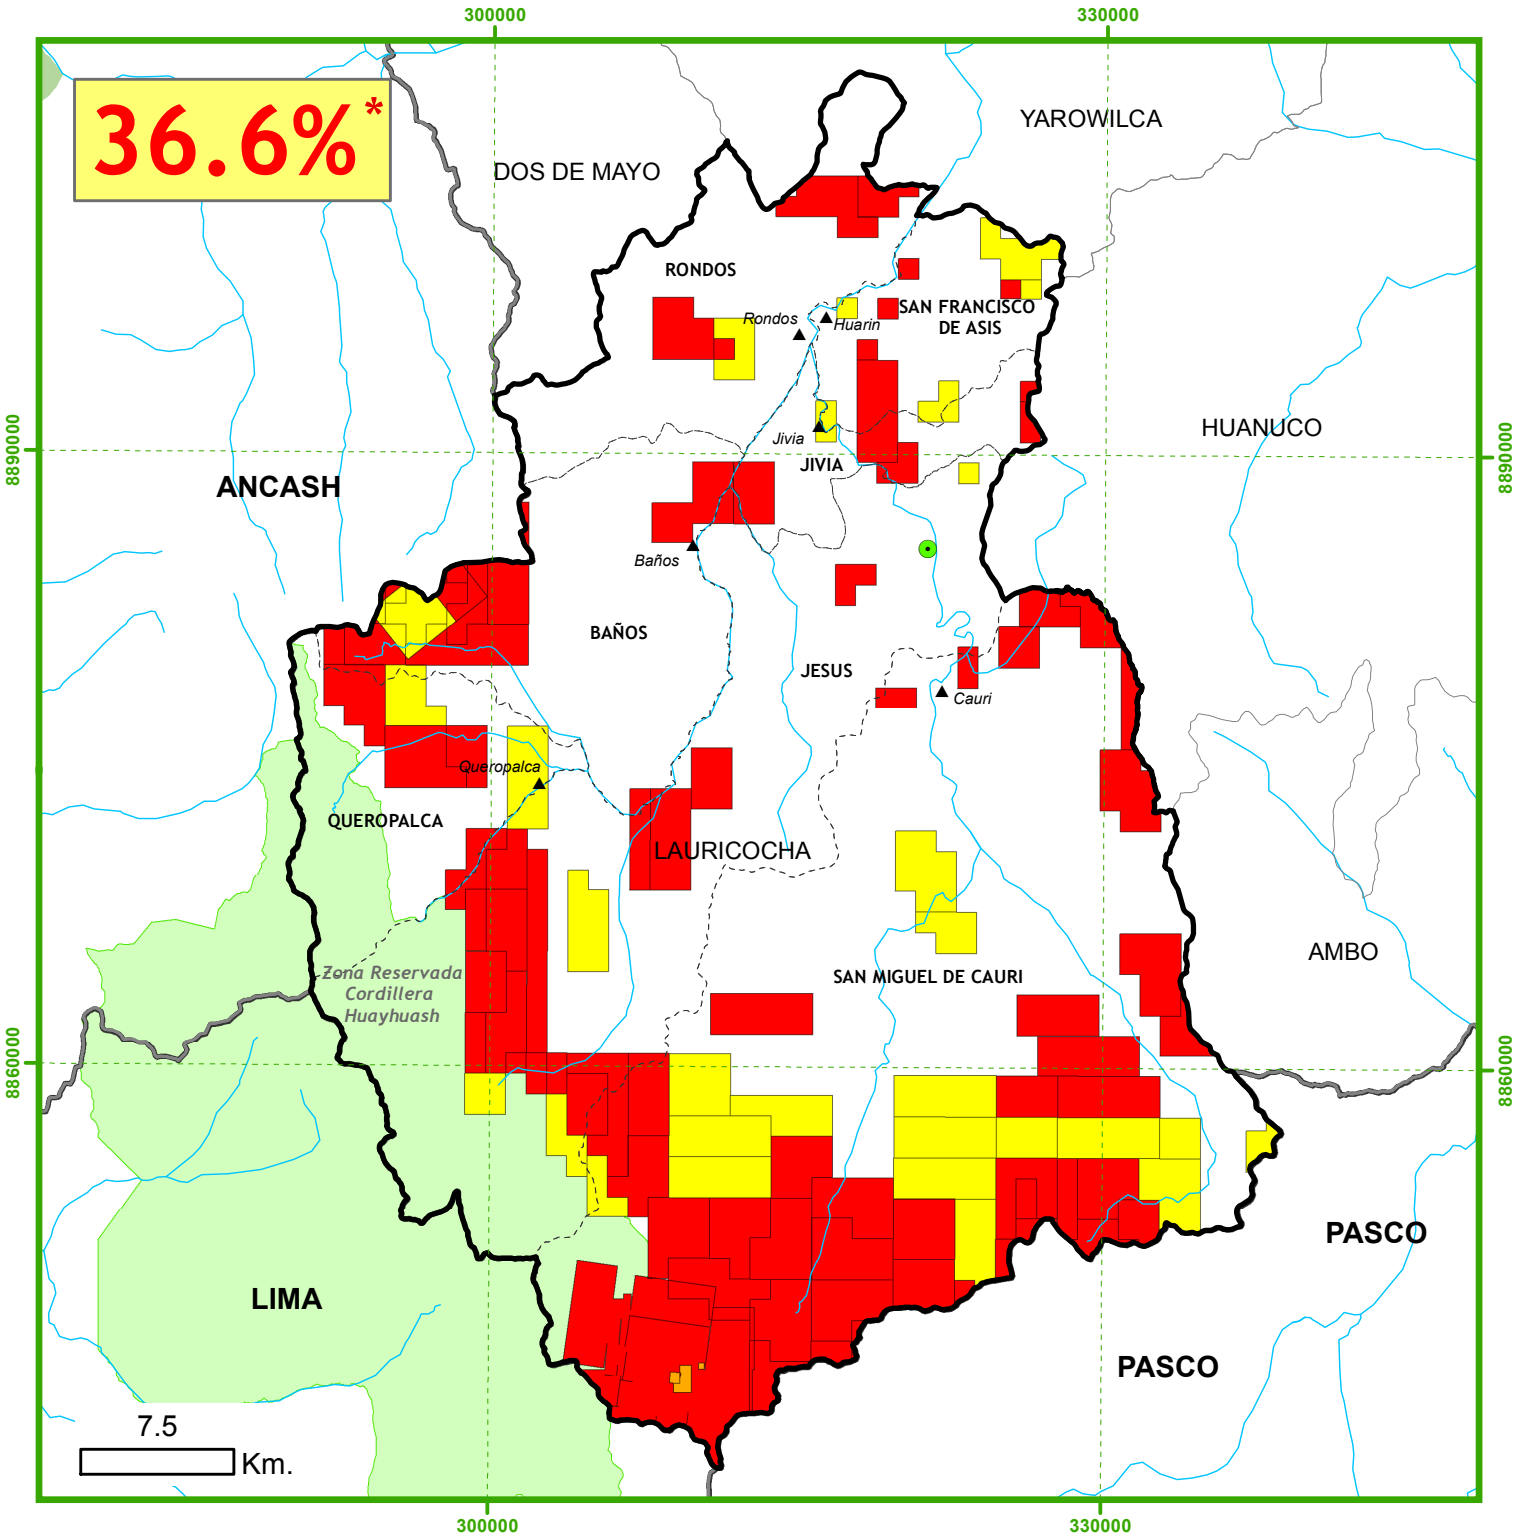 300000
330000
36.6%*
YAROWILCA
DOS DE MAYO
RONDOS
SAN FRANCISCO
DE ASIS
Rondos
Huarin
HUANUCO
Jivia
8890000
8890000
JIVIA
ANCASH
Baños
BAÑOS
JESUS
Cauri
Queropalca
QUEROPALCA
LAURICOCHA
AMBO
Zona Reservada
Cordillera
Huayhuash
SAN MIGUEL DE CAURI
8860000
8860000
PASCO
LIMA
PASCO
7.5
Km.
300000
330000